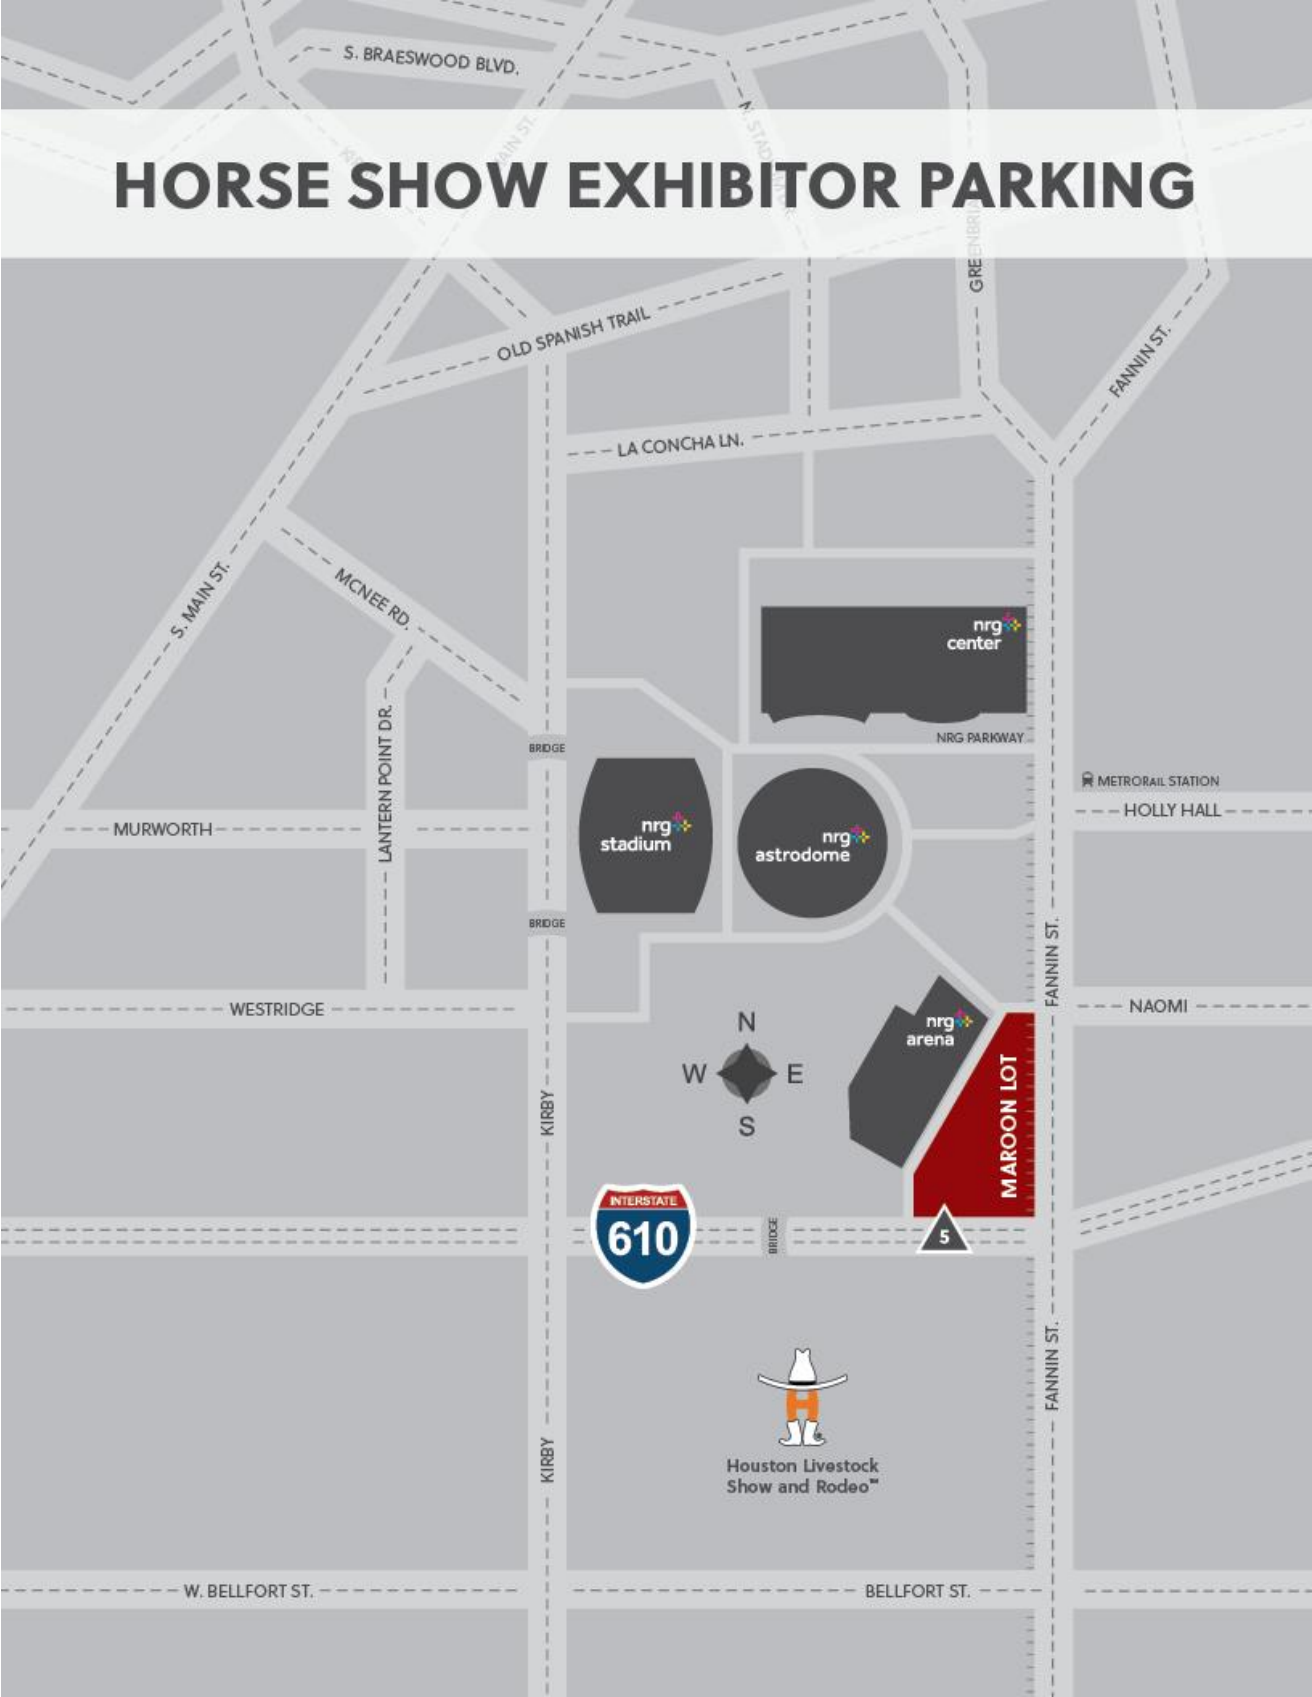 S. BRAESWOOD BLVD.
HORSE SHOW EXHIBITOR PARKING
OLD SPANISH TRAIL
FANNIN ST.
LA CONCHA LN.
S. MAIN ST.
MCNEE RD.
nrg
center
NRG PARKWAY
BRIDGE
LANTERN POINT DR.
METRORAIL STATION
HOLLY HALL
MURWORTH
nrg
stadium
nrg
astrodome
BRIDGE
FANNIN ST.
WESTRIDGE
NAOMI
N
W
E
S
nrg
arena
MAROON LOT
KIRBY
INTERSTATE
610
BRIDGE
5
FANNIN ST.
H
Houston Livestock
Show and Rodeo™
KIRBY
W. BELLFORT ST.
BELLFORT ST.